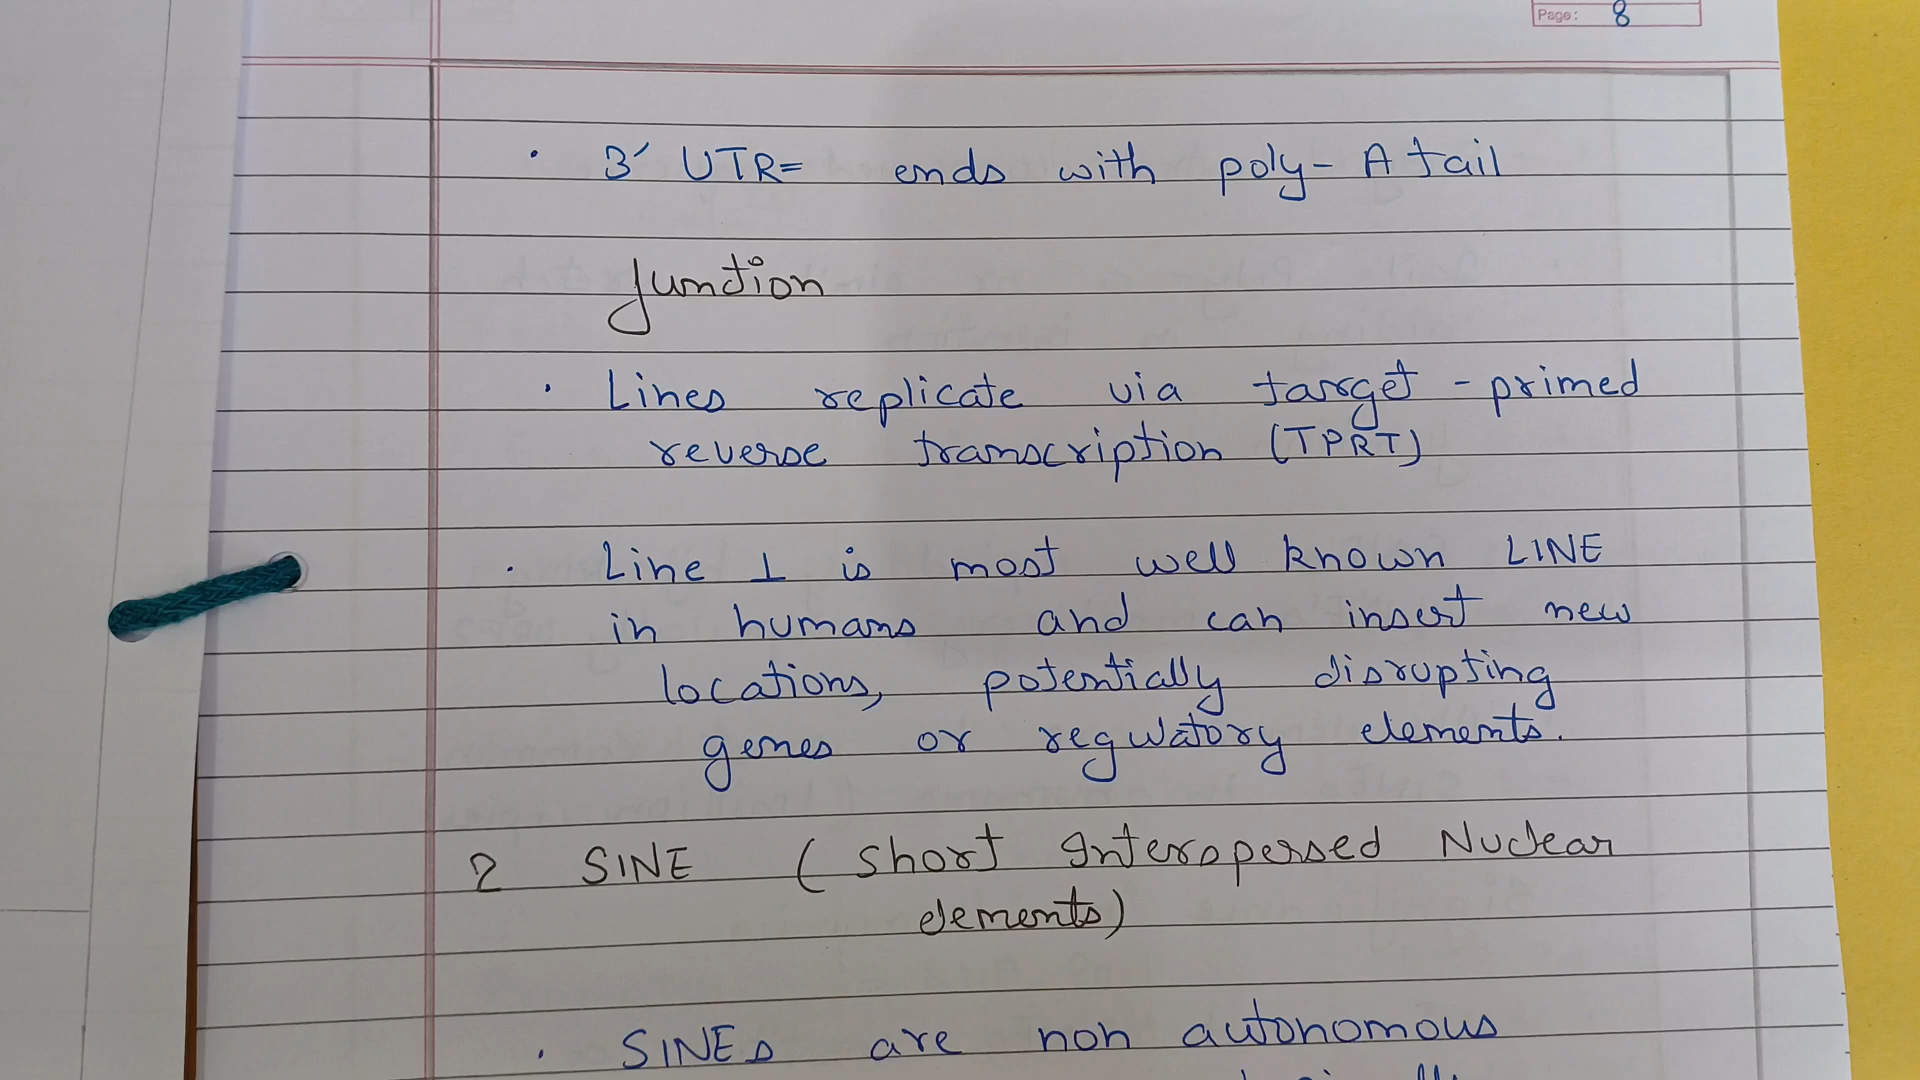 Page: 8
· 3' UTR= ends with poly-A tail
function
· Lines replicate via target-primed
reverse transcription (TPRT)
· Line 1 is most well known LINE
in humans and can insert new
locations, potentially disrupting
genes or regulatory elements.
2 SINE (Short Interspersed Nuclear
elements)
· SINEs are non autonomous